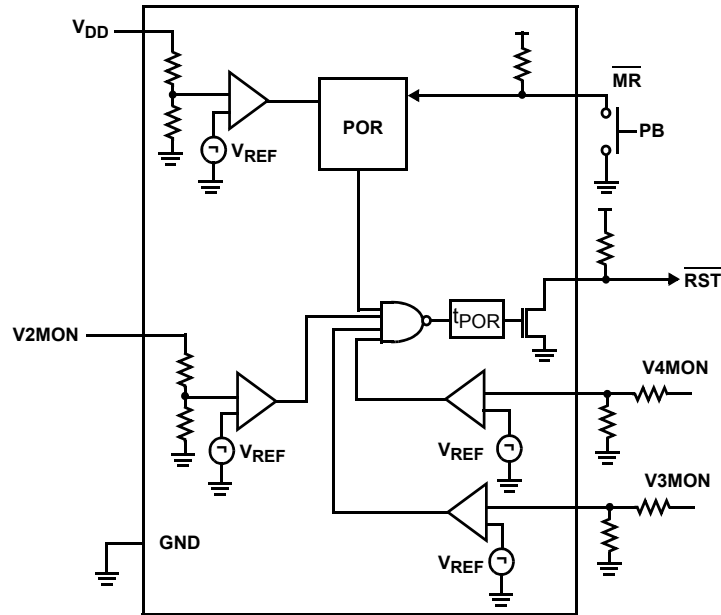 VDD
MR
POR
PB
VREF
RST
V2MON
tPOR
V4MON
VREF
VREF
V3MON
GND
VREF